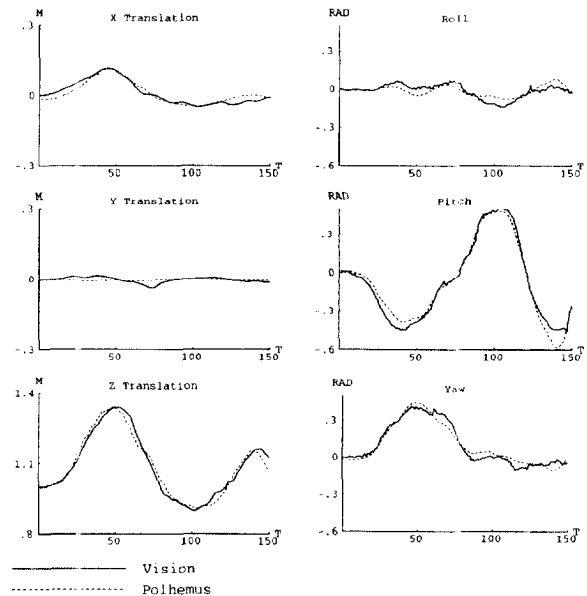 M
X Translation
.3
0
-.3
50
100
150
T
RAD
Roll
.3
0
-.3
-.6
50
100
150
T
M
Y Translation
.3
0
-.3
50
100
150
T
RAD
Pitch
.3
0
-.3
-.6
50
100
150
T
M
Z Translation
1.4
1.1
.8
50
100
150
T
RAD
Yaw
.3
0
-.3
-.6
50
100
150
T
Vision
Polhemus